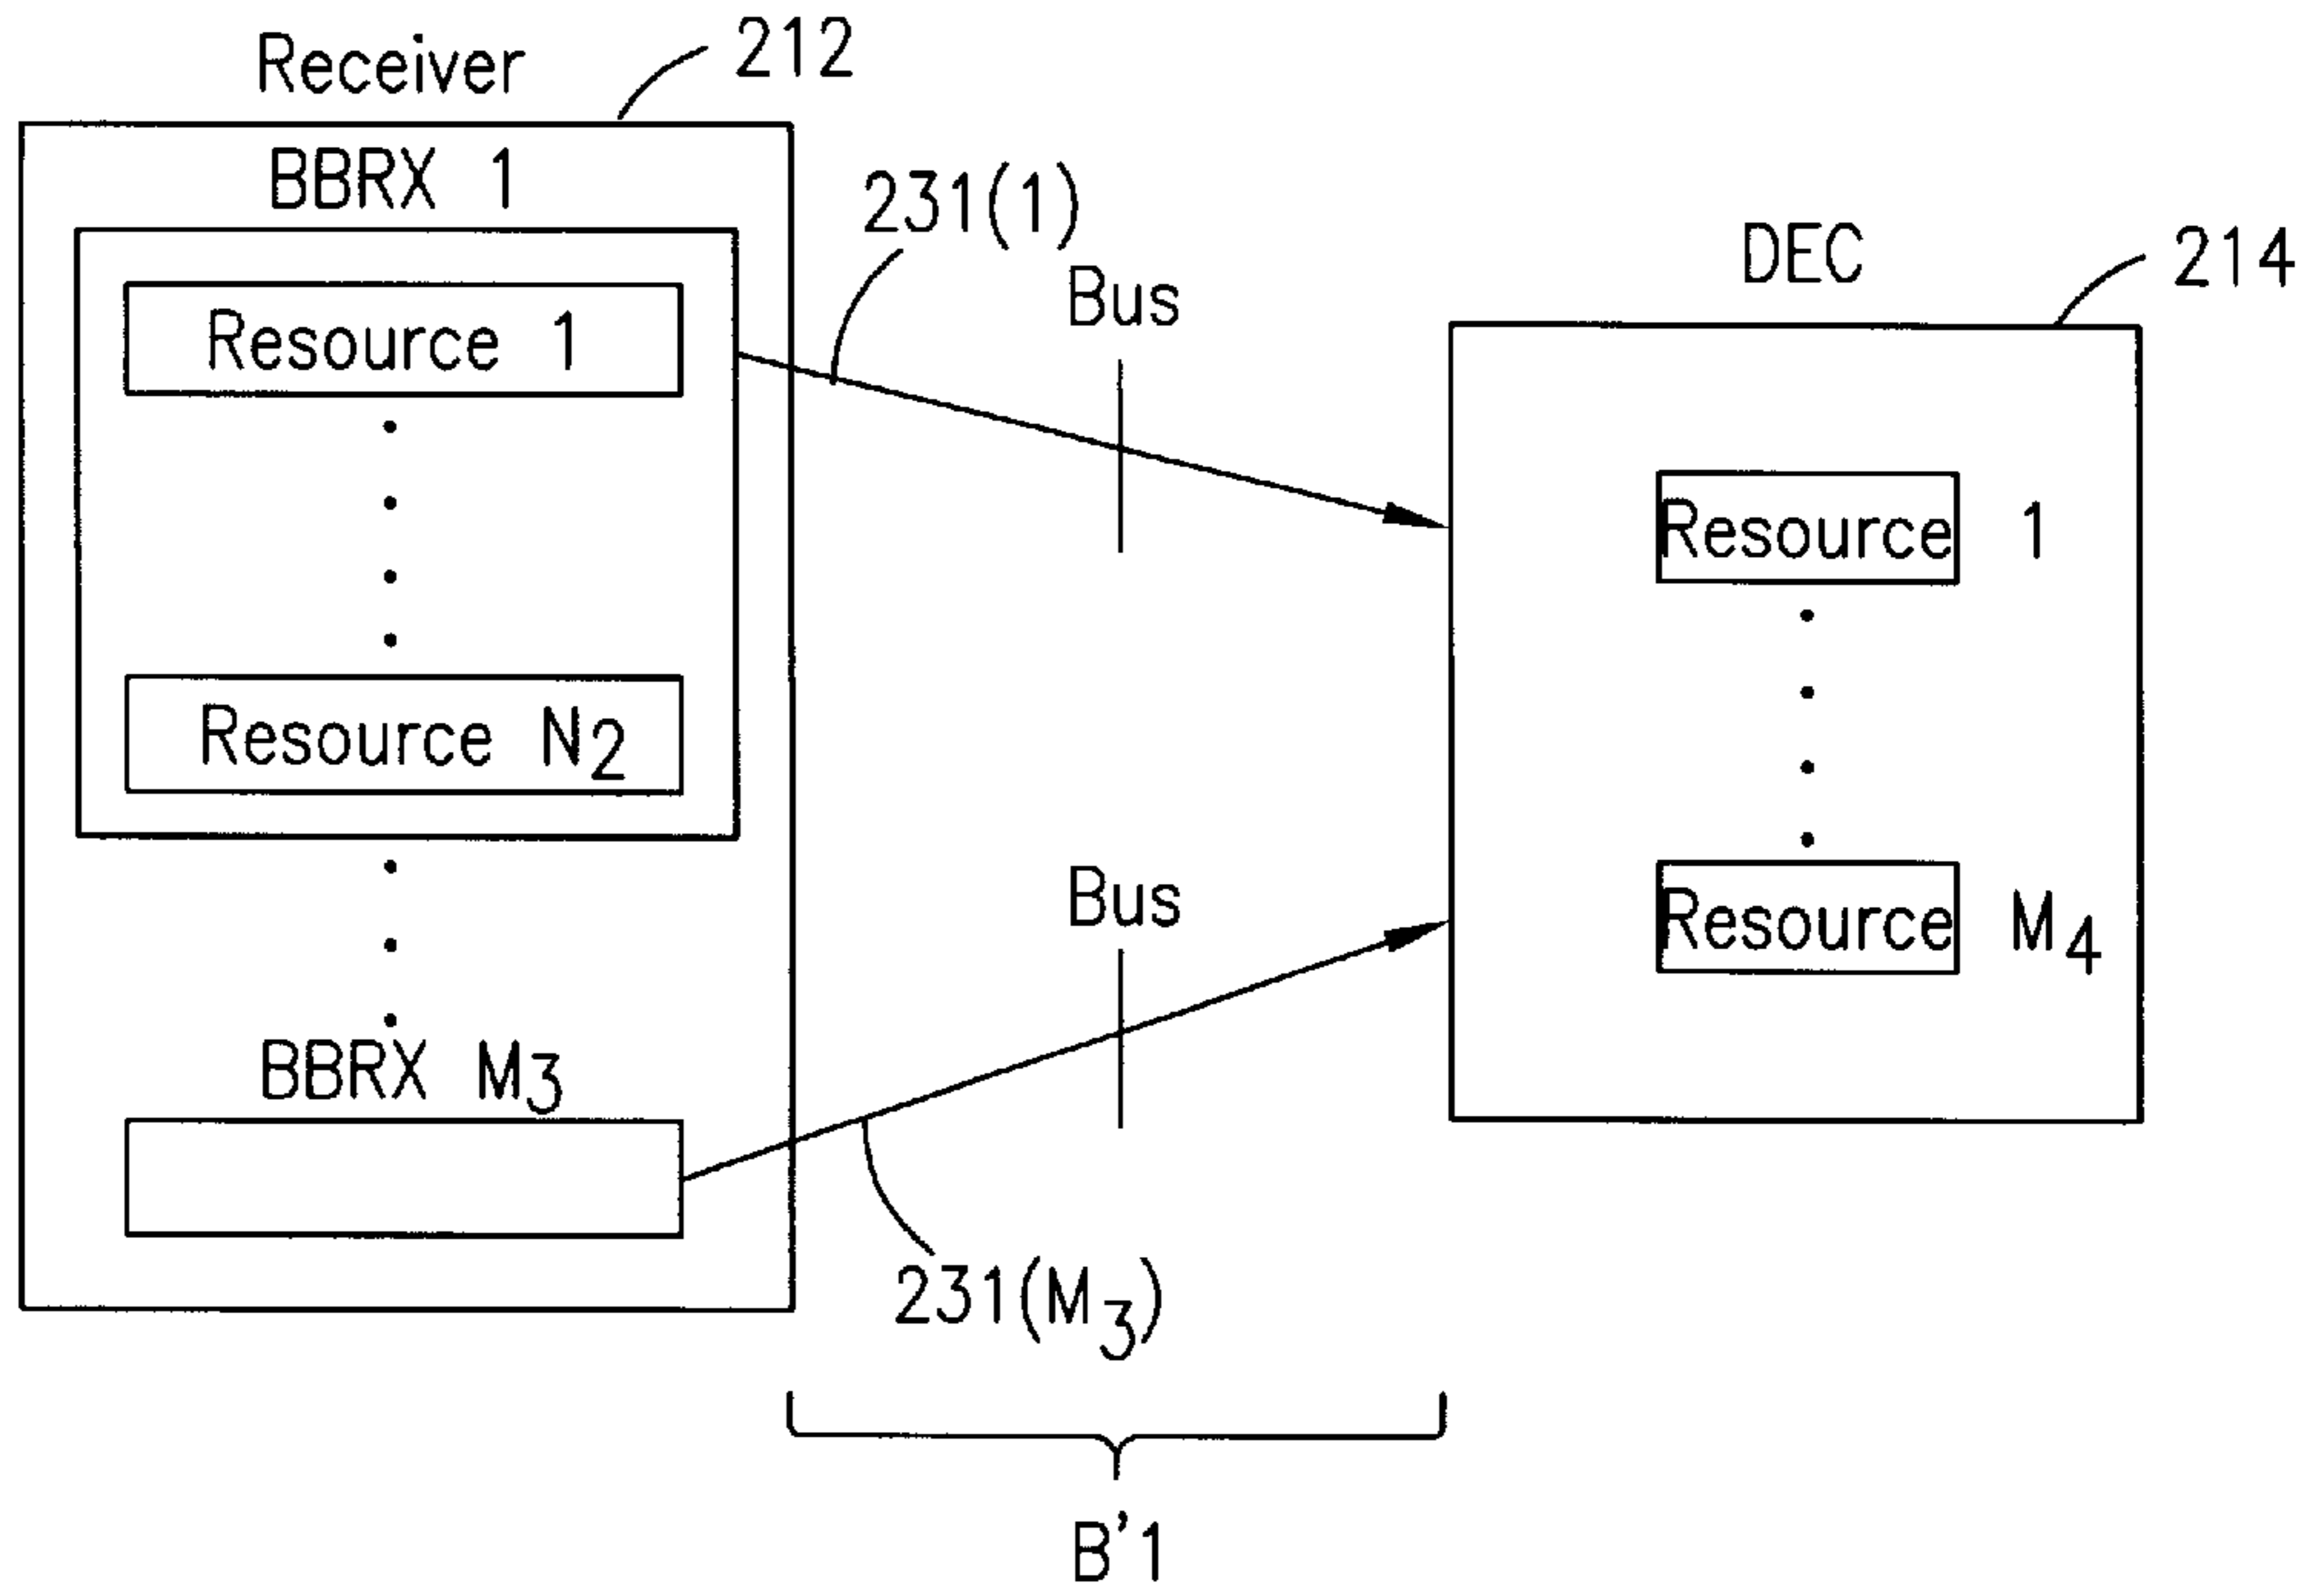 Receiver
212
BBRX 1
231(1)
Bus
DEC
214
Resource 1
Resource 1
Resource N2
Bus
Resource M4
BBRX M3
231(M3)
B'1